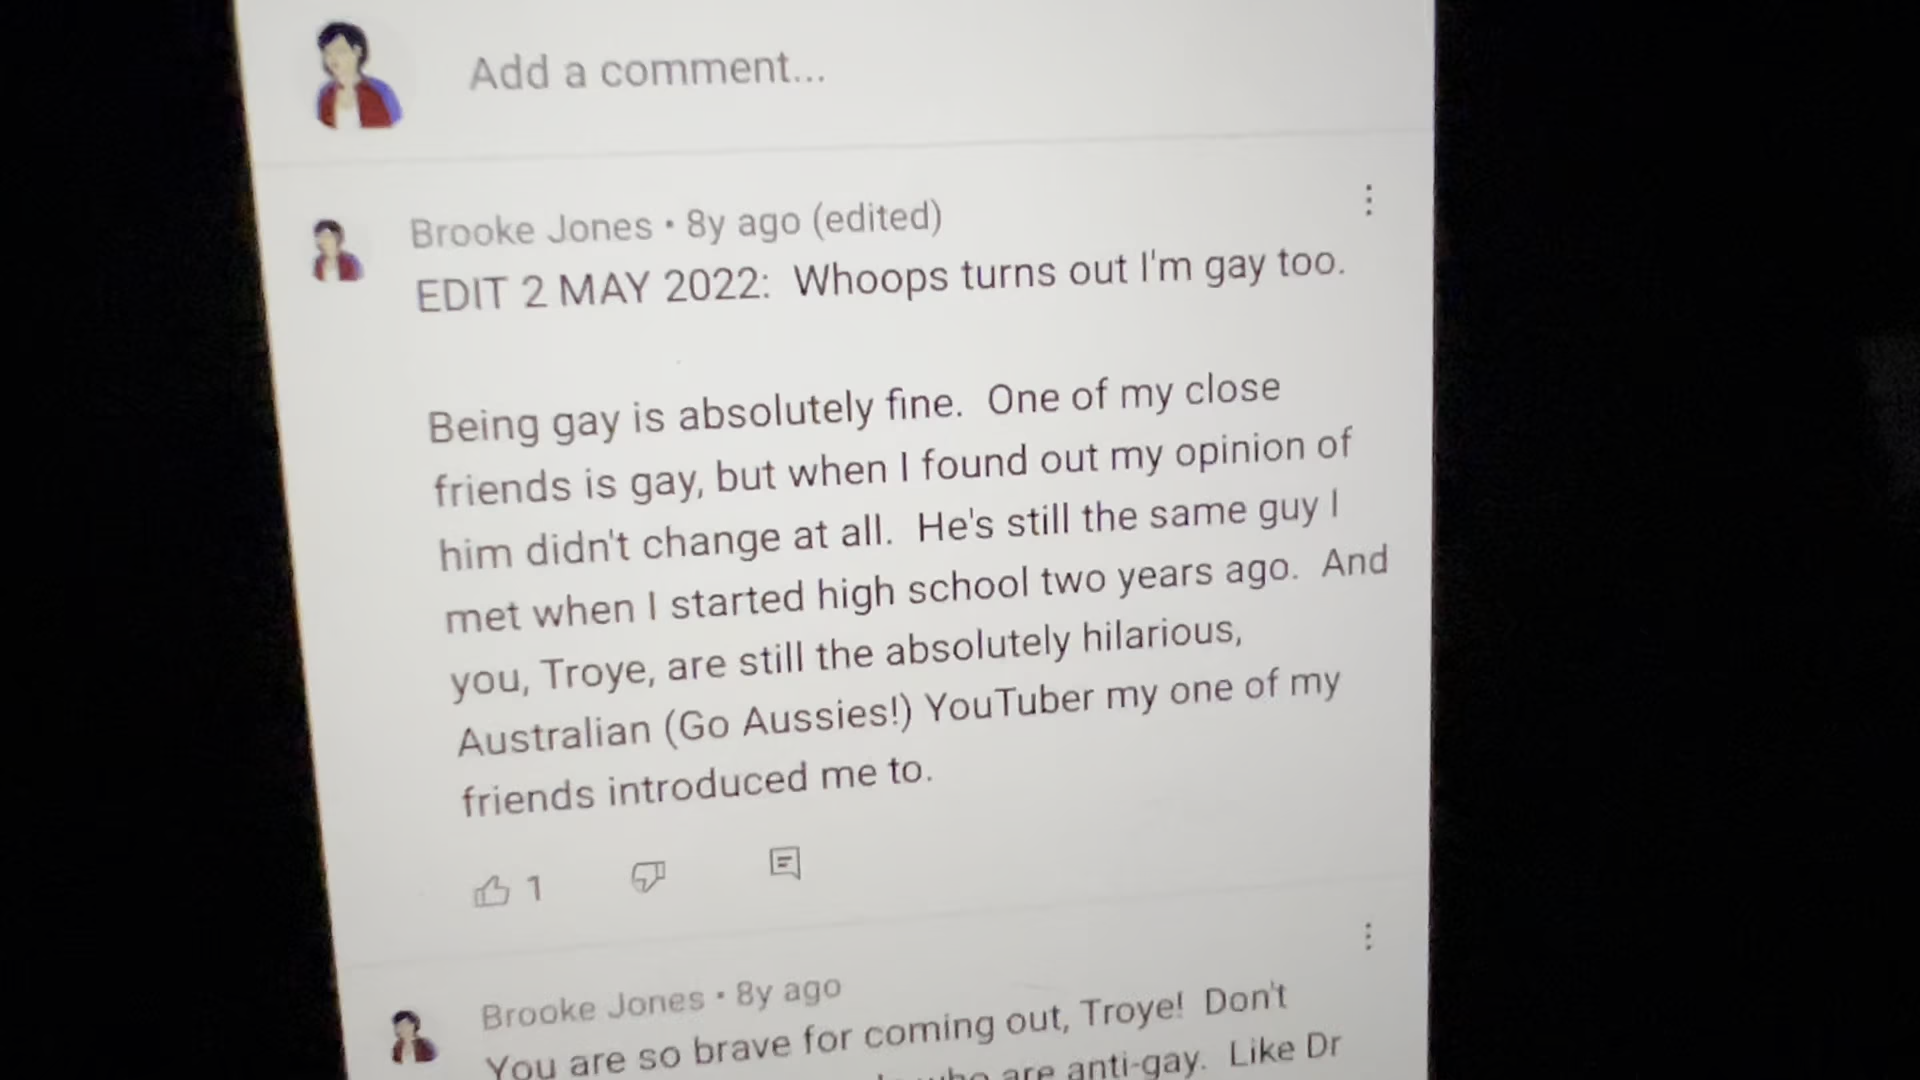 Add a comment...
Brooke Jones • 8y ago (edited)
EDIT 2 MAY 2022:  Whoops turns out I'm gay too.
Being gay is absolutely fine.  One of my close
friends is gay, but when I found out my opinion of
him didn't change at all.  He's still the same guy I
met when I started high school two years ago.  And
you, Troye, are still the absolutely hilarious,
Australian (Go Aussies!) YouTuber my one of my
friends introduced me to.
1
Brooke Jones • 8y ago
You are so brave for coming out, Troye!  Don't
who are anti-gay.  Like Dr